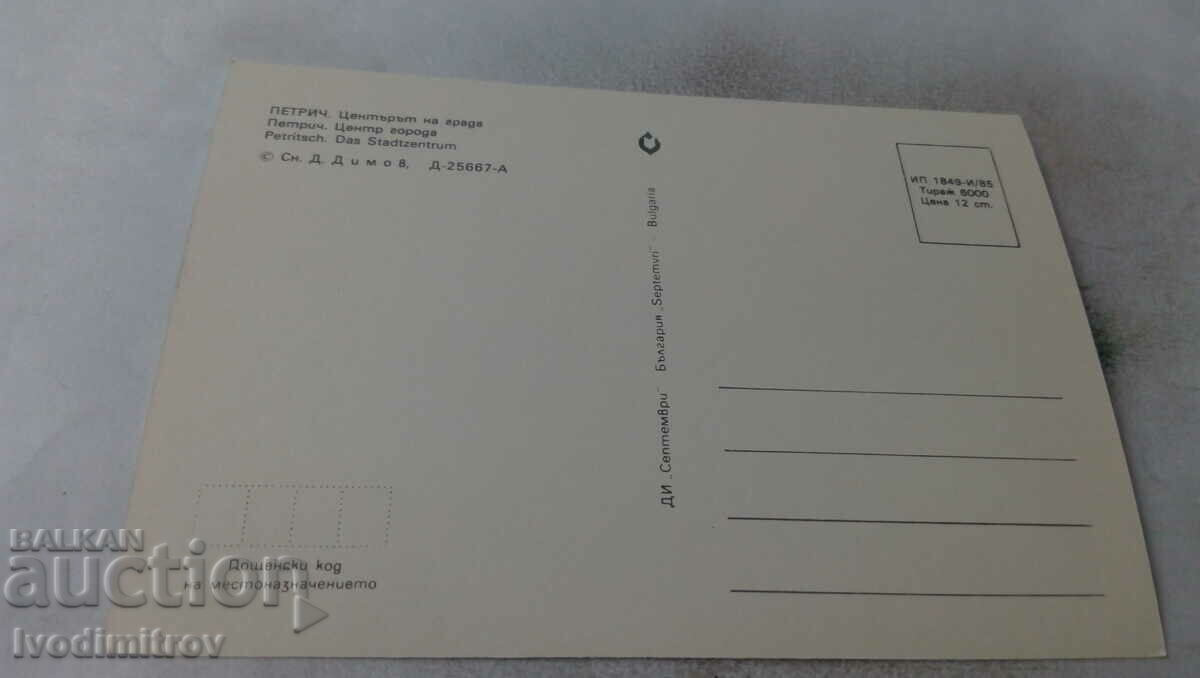 ПЕТРИЧ. Центърът на града
Петрич. Центр города
Petritsch. Das Stadtzentrum
© Сн. Д. Димов, Д-25667-А
ДИ „Септември" България „Septemvri" - Bulgaria
ИП 1849-И/85
Тираж 6000
Цена 12 ст.
Пощенски код
на местоназначението
BALKAN
auction
Ivodimitrov